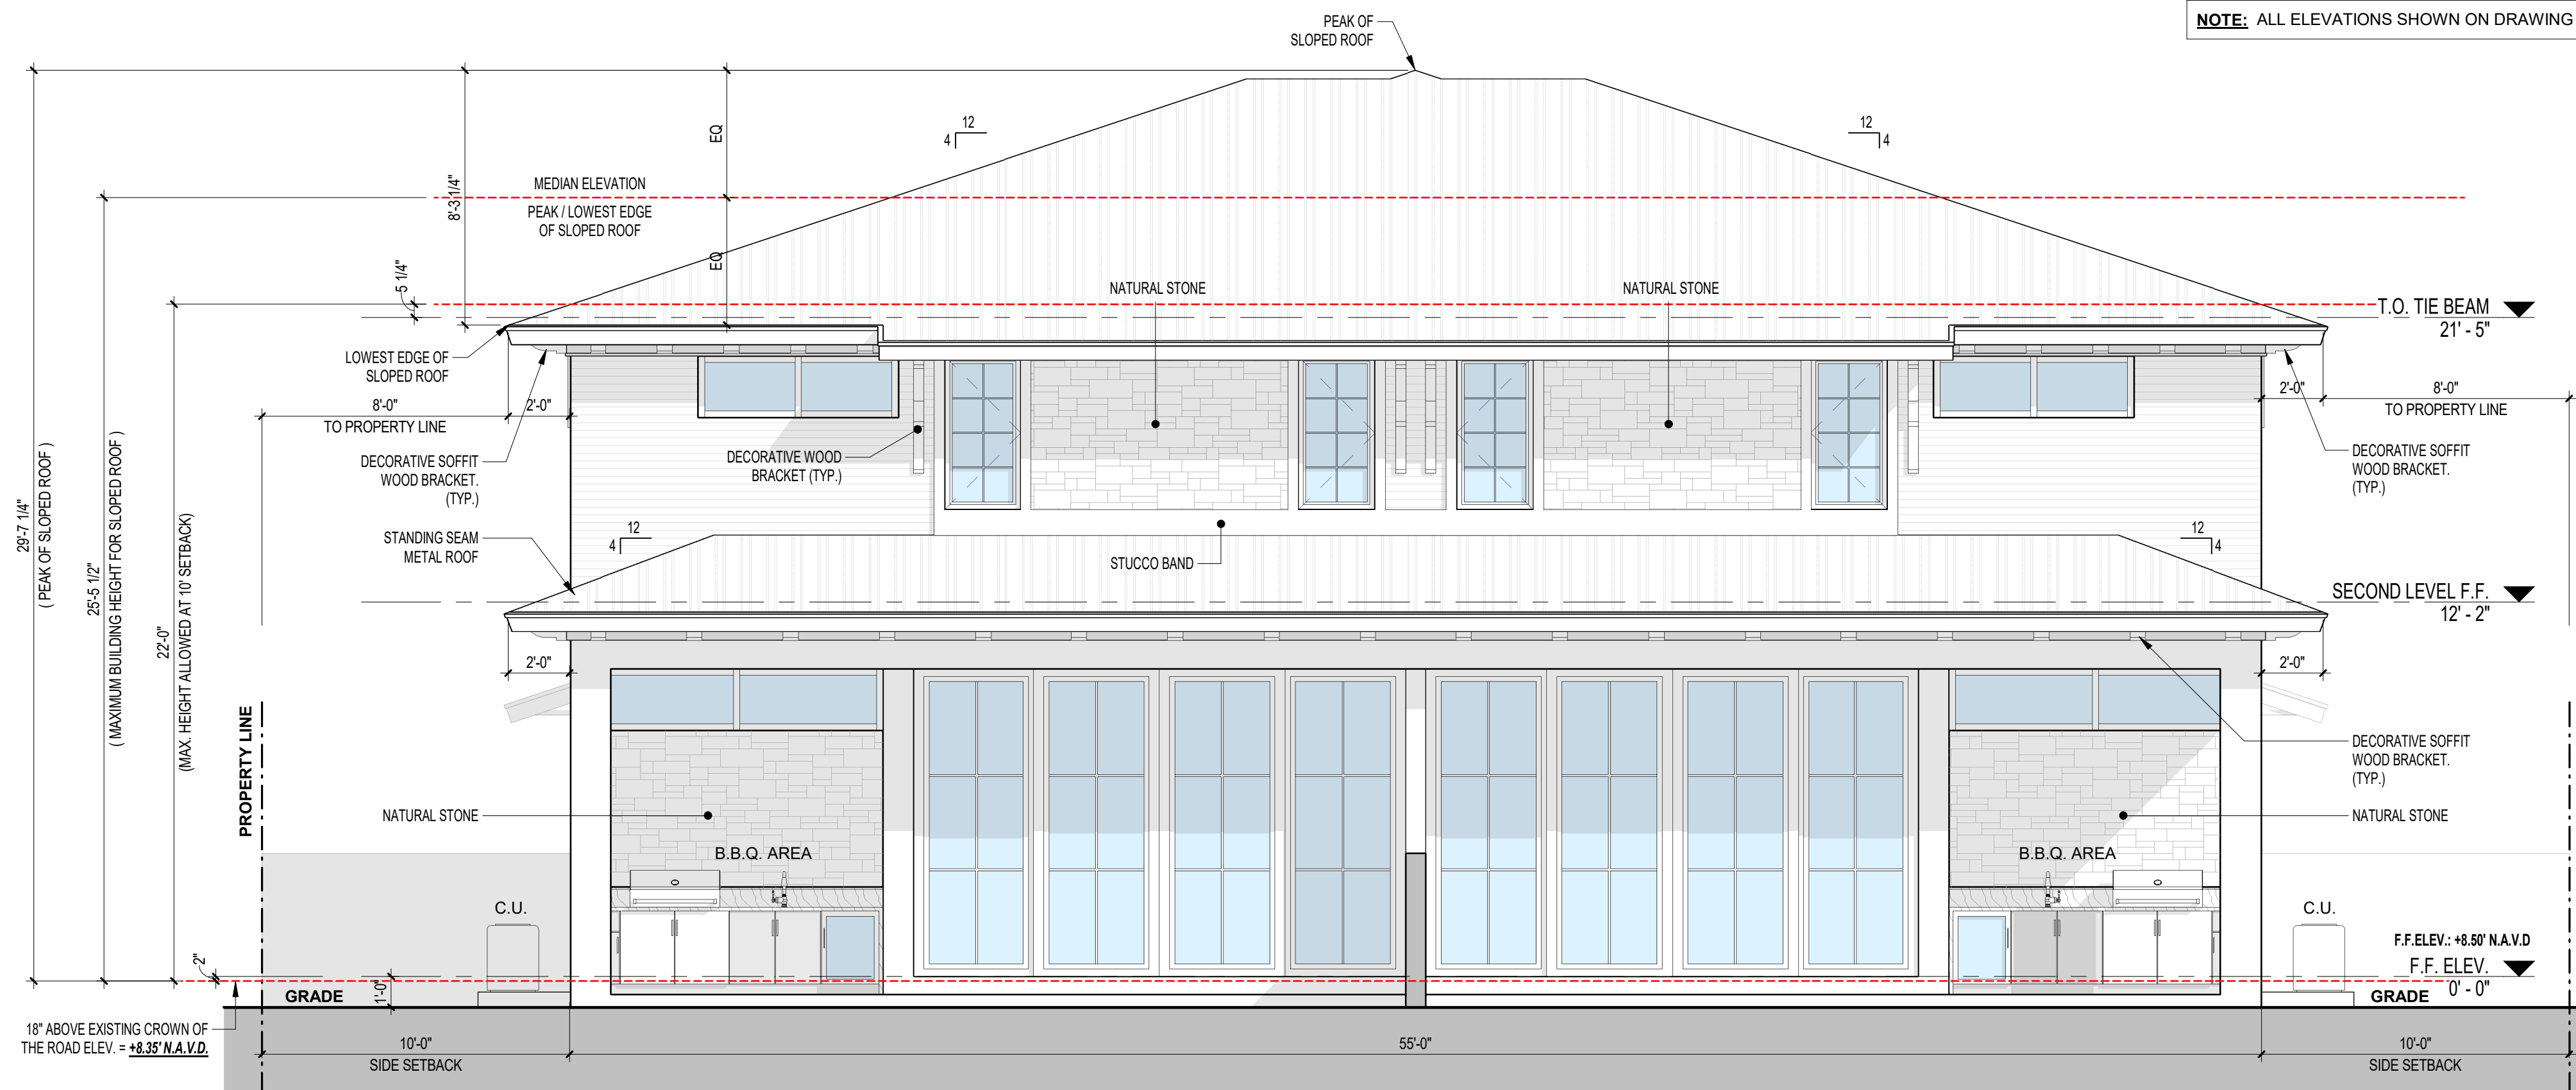 NOTE: ALL ELEVATIONS SHOWN ON DRAWING
PEAK OF
SLOPED ROOF
12
4
12
4
EQ
8'-3 1/4"
MEDIAN ELEVATION
PEAK / LOWEST EDGE
OF SLOPED ROOF
EQ
5 1/4"
NATURAL STONE
NATURAL STONE
T.O. TIE BEAM
21' - 5"
LOWEST EDGE OF
SLOPED ROOF
8'-0"
2'-0"
TO PROPERTY LINE
2'-0"
8'-0"
TO PROPERTY LINE
DECORATIVE SOFFIT
WOOD BRACKET.
(TYP.)
DECORATIVE WOOD
BRACKET (TYP.)
DECORATIVE SOFFIT
WOOD BRACKET.
(TYP.)
29'-7 1/4"
( PEAK OF SLOPED ROOF )
25'-5 1/2"
( MAXIMUM BUILDING HEIGHT FOR SLOPED ROOF )
22'-0"
(MAX. HEIGHT ALLOWED AT 10' SETBACK)
STANDING SEAM
METAL ROOF
12
4
STUCCO BAND
12
4
SECOND LEVEL F.F.
12' - 2"
2'-0"
2'-0"
PROPERTY LINE
DECORATIVE SOFFIT
WOOD BRACKET.
(TYP.)
NATURAL STONE
NATURAL STONE
B.B.Q. AREA
B.B.Q. AREA
C.U.
C.U.
F.F.ELEV.: +8.50' N.A.V.D
F.F. ELEV.
0' - 0"
2"
1'-0"
GRADE
GRADE
18" ABOVE EXISTING CROWN OF
THE ROAD ELEV. = +8.35' N.A.V.D.
10'-0"
SIDE SETBACK
55'-0"
10'-0"
SIDE SETBACK